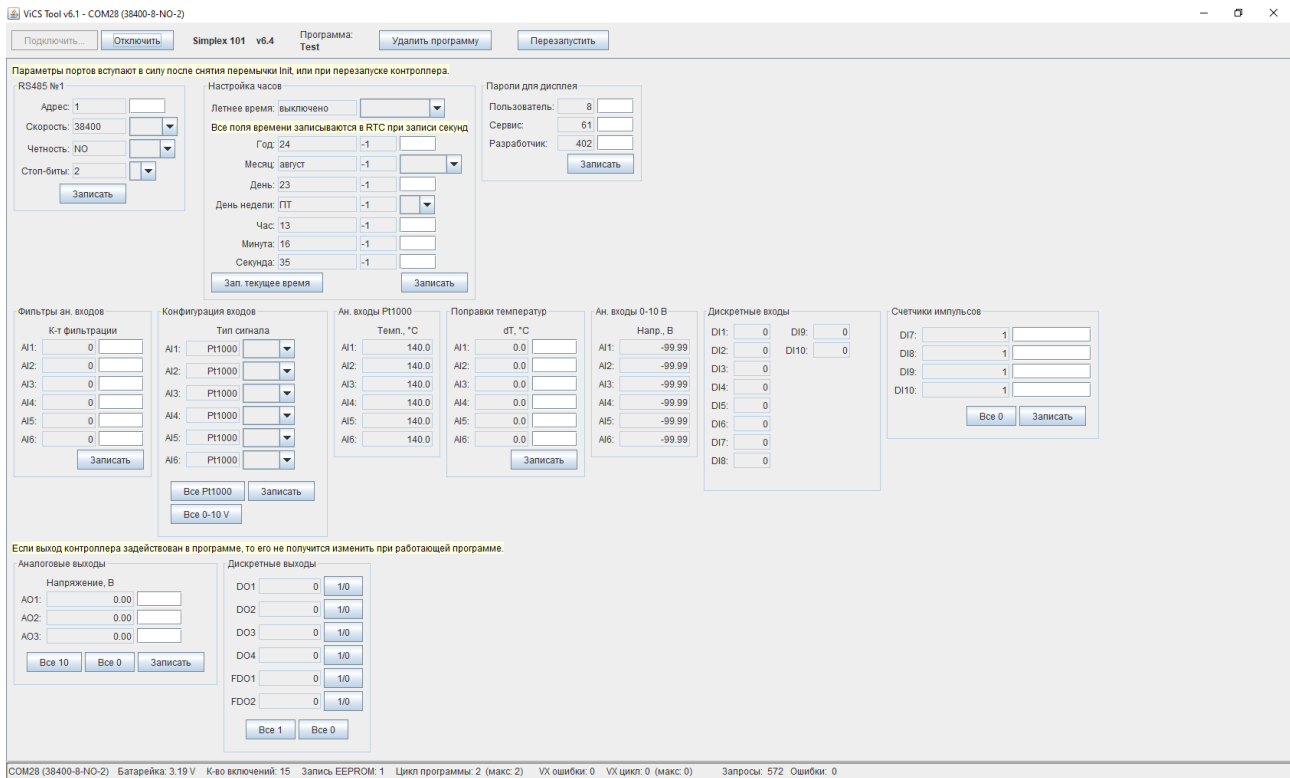 ViCS Tool v6.1 - COM28 (38400-8-NO-2)
Подключить... Отключить Simplex 101 v6.4 Программа: Test Удалить программу Перезапустить
Параметры портов вступают в силу после снятия перемычки Init, или при перезапуске контроллера.
RS485 №1
Адрес: 1
Скорость: 38400
Четность: NO
Стоп-биты: 2
Записать
Настройка часов
Летнее время: выключено
Все поля времени записываются в RTC при записи секунд
Год: 24 -1
Месяц: август -1
День: 23 -1
День недели: ПТ -1
Час: 13 -1
Минута: 16 -1
Секунда: 35 -1
Зап. текущее время Записать
Пароли для дисплея
Пользователь: 8
Сервис: 61
Разработчик: 402
Записать
Фильтры ан. входов
К-т фильтрации
AI1: 0
AI2: 0
AI3: 0
AI4: 0
AI5: 0
AI6: 0
Записать
Конфигурация входов
Тип сигнала
AI1: Pt1000
AI2: Pt1000
AI3: Pt1000
AI4: Pt1000
AI5: Pt1000
AI6: Pt1000
Все Pt1000 Записать
Все 0-10 V
Ан. входы Pt1000
Темп., °C
AI1: 140.0
AI2: 140.0
AI3: 140.0
AI4: 140.0
AI5: 140.0
AI6: 140.0
Поправки температур
dT, °C
AI1: 0.0
AI2: 0.0
AI3: 0.0
AI4: 0.0
AI5: 0.0
AI6: 0.0
Записать
Ан. входы 0-10 В
Напр., В
AI1: -99.99
AI2: -99.99
AI3: -99.99
AI4: -99.99
AI5: -99.99
AI6: -99.99
Дискретные входы
DI1: 0 DI9: 0
DI2: 0 DI10: 0
DI3: 0
DI4: 0
DI5: 0
DI6: 0
DI7: 0
DI8: 0
Счетчики импульсов
DI7: 1
DI8: 1
DI9: 1
DI10: 1
Все 0 Записать
Если выход контроллера задействован в программе, то его не получится изменить при работающей программе.
Аналоговые выходы
Напряжение, В
AO1: 0.00
AO2: 0.00
AO3: 0.00
Все 10 Все 0 Записать
Дискретные выходы
DO1 0 1/0
DO2 0 1/0
DO3 0 1/0
DO4 0 1/0
FDO1 0 1/0
FDO2 0 1/0
Все 1 Все 0
COM28 (38400-8-NO-2) Батарейка: 3.19 V К-во включений: 15 Запись EEPROM: 1 Цикл программы: 2 (макс: 2) VX ошибки: 0 VX цикл: 0 (макс: 0) Запросы: 572 Ошибки: 0